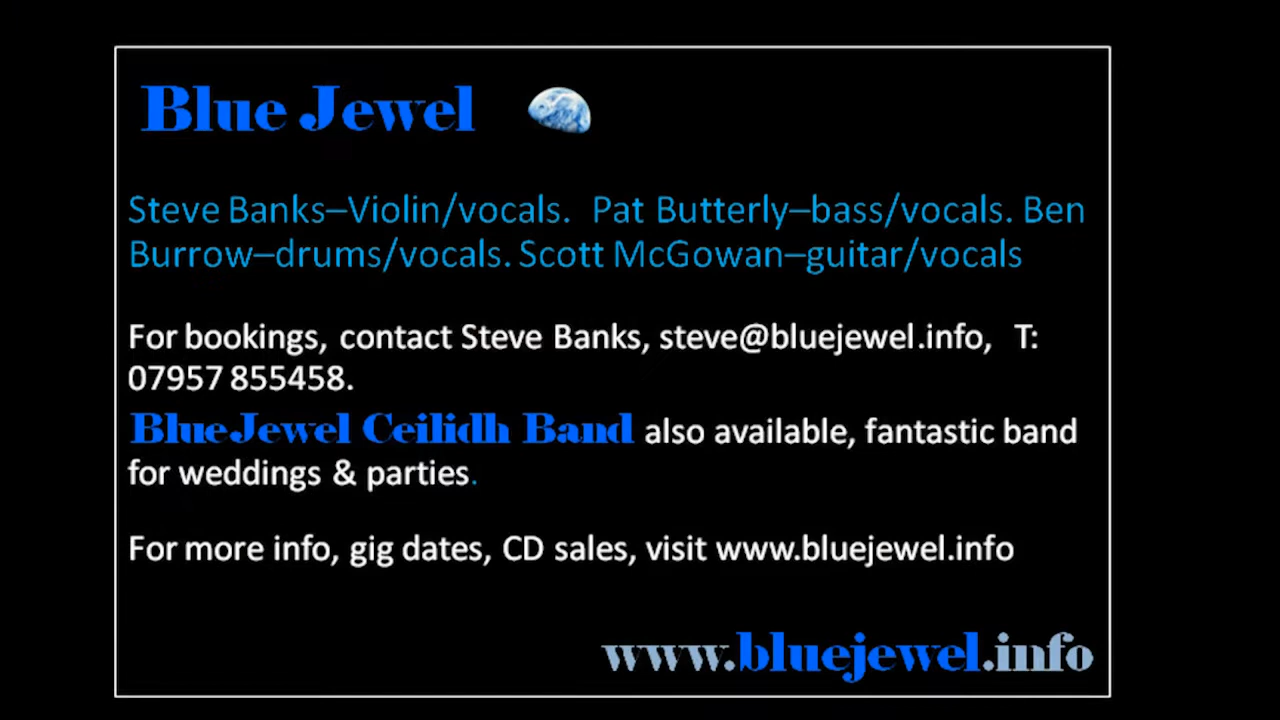 Blue Jewel
Steve Banks–Violin/vocals. Pat Butterly–bass/vocals. Ben
Burrow–drums/vocals. Scott McGowan–guitar/vocals
For bookings, contact Steve Banks, steve@bluejewel.info, T:
07957 855458.
BlueJewel Ceilidh Band also available, fantastic band
for weddings & parties.
For more info, gig dates, CD sales, visit www.bluejewel.info
www.bluejewel.info